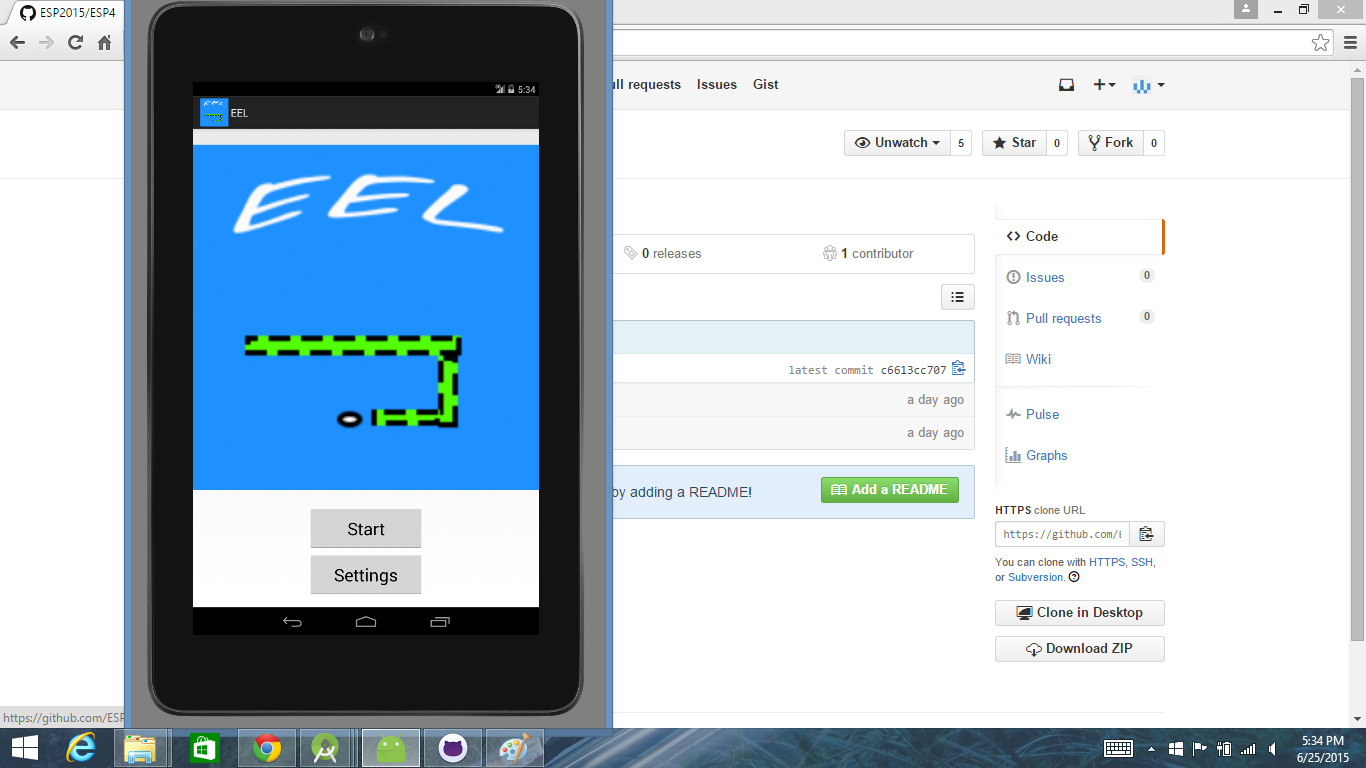 ESP2015/ESP4
5:34
EEL
EEL
Start
Settings
ull requests
Issues
Gist
Unwatch
5
Star
0
Fork
0
0 releases
1 contributor
latest commit c6613cc707
a day ago
a day ago
by adding a README!
Add a README
Code
Issues
0
Pull requests
0
Wiki
Pulse
Graphs
HTTPS clone URL
https://github.com/E
You can clone with HTTPS, SSH,
or Subversion.
Clone in Desktop
Download ZIP
https://github.com/ESP
5:34 PM
6/25/2015